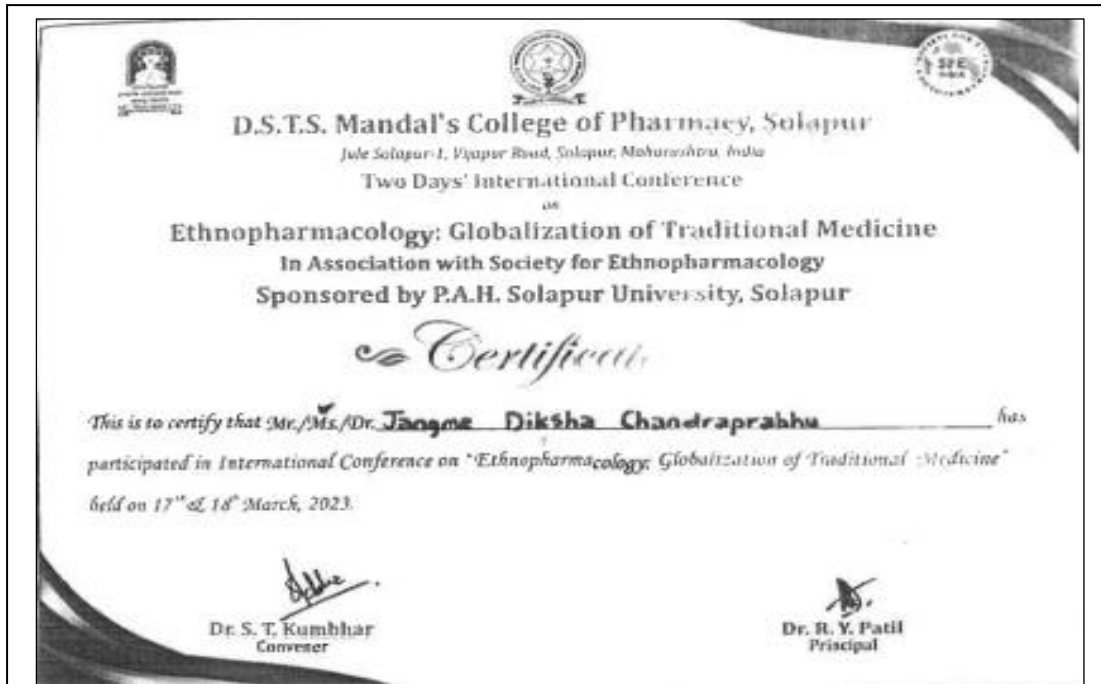 SFE
INDIA
D.S.T.S. Mandal's College of Pharmacy, Solapur
Jule Solapur-1, Vijapur Road, Solapur, Maharashtra, India
Two Days' International Conference
on
Ethnopharmacology: Globalization of Traditional Medicine
In Association with Society for Ethnopharmacology
Sponsored by P.A.H. Solapur University, Solapur
Certificate
This is to certify that Mr./Ms./Dr. Jangme Diksha Chandraprabhu has
participated in International Conference on "Ethnopharmacology: Globalization of Traditional Medicine"
held on 17th & 18th March, 2023.
Dr. S. T. Kumbhar
Convener
Dr. R. Y. Patil
Principal